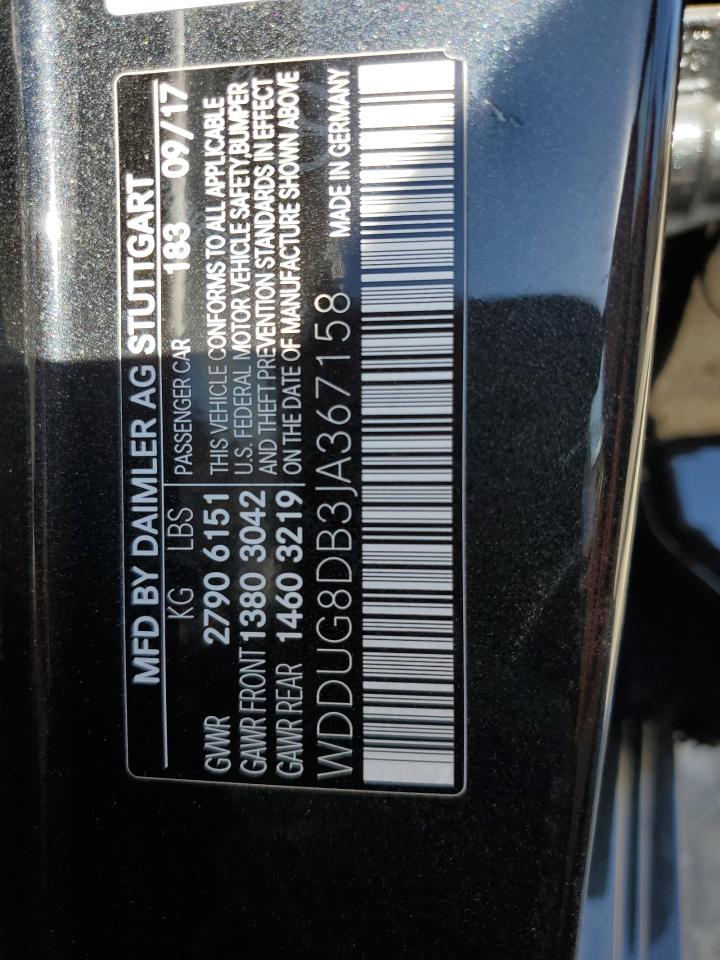 MFD BY DAIMLER AG STUTTGART
KG LBS PASSENGER CAR 183 09/17
GVWR 2790 6151 THIS VEHICLE CONFORMS TO ALL APPLICABLE
U.S. FEDERAL MOTOR VEHICLE SAFETY,BUMPER
GAWR FRONT 1380 3042 AND THEFT PREVENTION STANDARDS IN EFFECT
GAWR REAR 1460 3219 ON THE DATE OF MANUFACTURE SHOWN ABOVE
WDDUG8DB3JA367158 MADE IN GERMANY